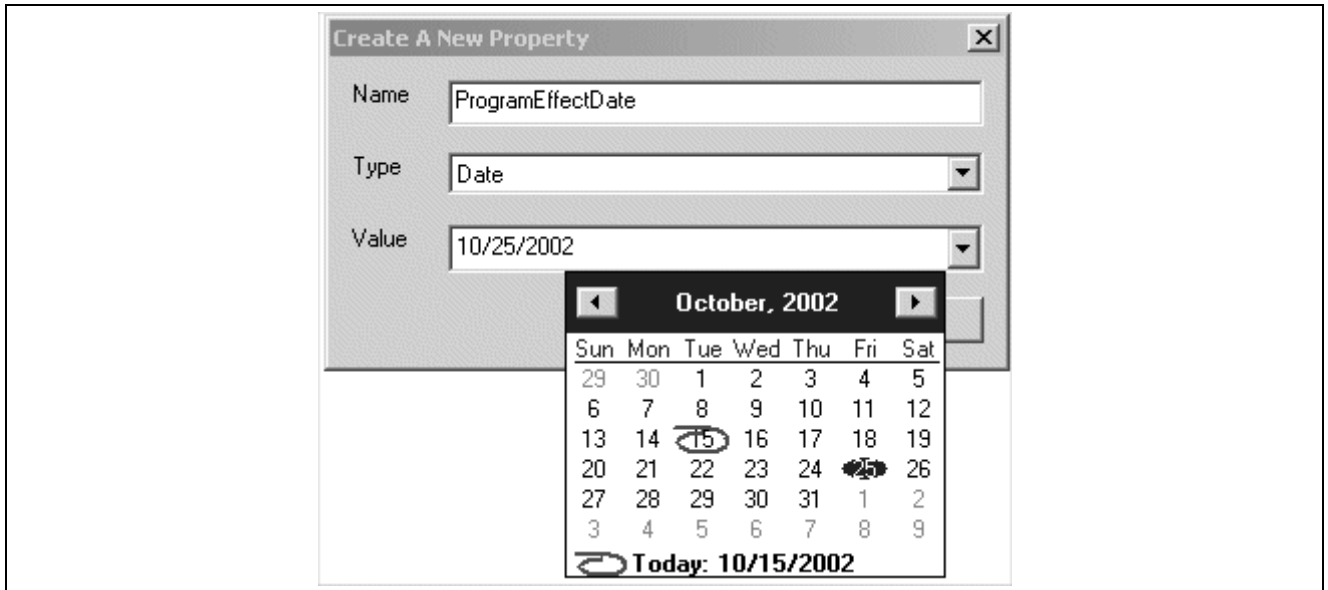 Create A New Property
Name ProgramEffectDate
Type Date
Value 10/25/2002
October, 2002
Sun Mon Tue Wed Thu Fri Sat
29 30 1 2 3 4 5
6 7 8 9 10 11 12
13 14 15 16 17 18 19
20 21 22 23 24 25 26
27 28 29 30 31 1 2
3 4 5 6 7 8 9
Today: 10/15/2002